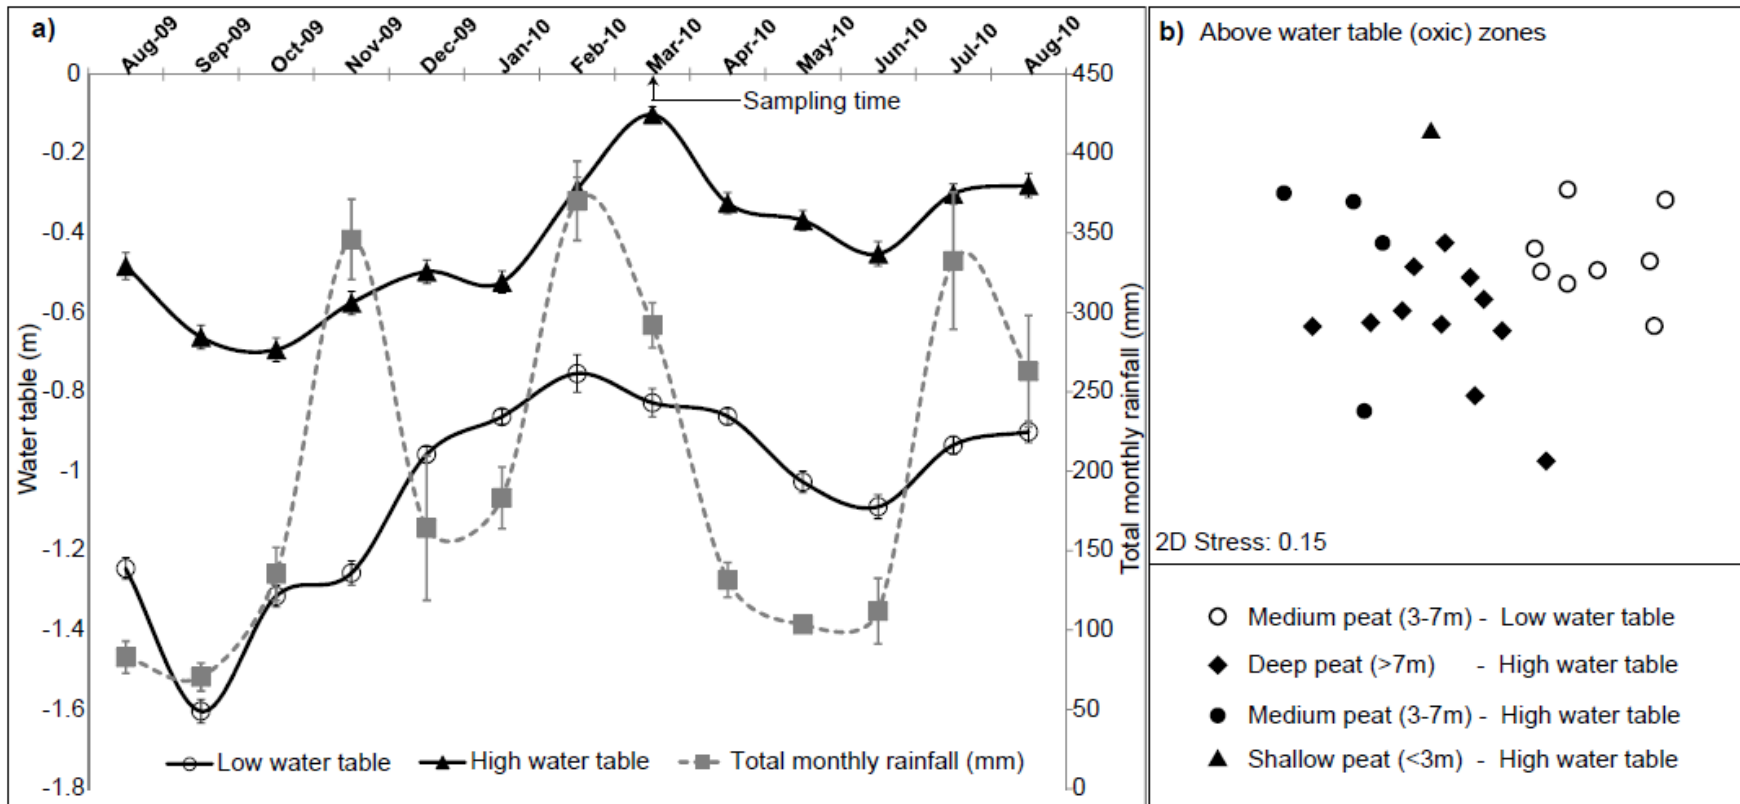 a)
Aug-09
Sep-09
Oct-09
Nov-09
Dec-09
Jan-10
Feb-10
Mar-10
Apr-10
May-10
Jun-10
Jul-10
Aug-10
Sampling time
Water table (m)
0
-0.2
-0.4
-0.6
-0.8
-1
-1.2
-1.4
-1.6
-1.8
450
400
350
300
250
200
150
100
50
0
Total monthly rainfall (mm)
Low water table
High water table
Total monthly rainfall (mm)
b) Above water table (oxic) zones
2D Stress: 0.15
Medium peat (3-7m) - Low water table
Deep peat (>7m) - High water table
Medium peat (3-7m) - High water table
Shallow peat (<3m) - High water table